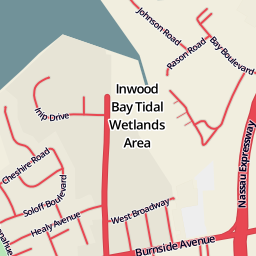 Johnson Road
Rason Road
Bay Boulevard
Inwood
Bay Tidal
Wetlands
Area
Drive
Cheshire Road
Nassau Expressway
Soloff Boulevard
Healy Avenue
West Broadway
Burnside Avenue